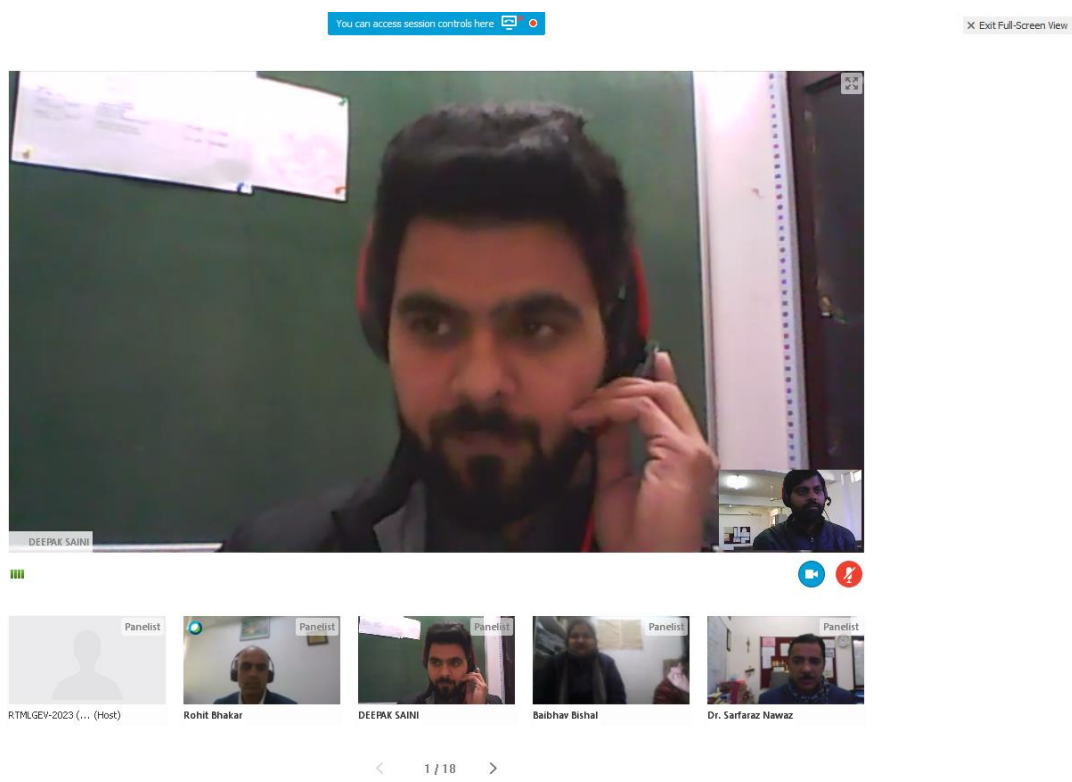 You can access session controls here
Exit Full-Screen View
DEEPAK SAINI
Panelist
Panelist
Panelist
Panelist
Panelist
RTMLGEV-2023 (... (Host)
Rohit Bhakar
DEEPAK SAINI
Baibhav Bishal
Dr. Sarfaraz Nawaz
1 / 18